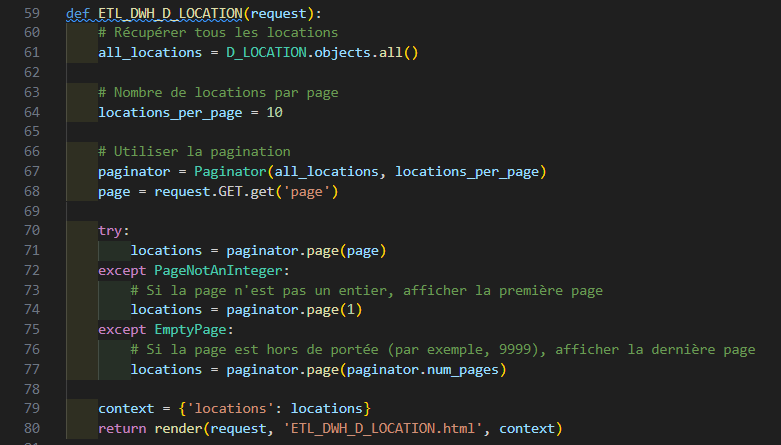 59 def ETL_DWH_D_LOCATION(request):
60     # Récupérer tous les locations
61     all_locations = D_LOCATION.objects.all()
62
63     # Nombre de locations par page
64     locations_per_page = 10
65
66     # Utiliser la pagination
67     paginator = Paginator(all_locations, locations_per_page)
68     page = request.GET.get('page')
69
70     try:
71         locations = paginator.page(page)
72     except PageNotAnInteger:
73         # Si la page n'est pas un entier, afficher la première page
74         locations = paginator.page(1)
75     except EmptyPage:
76         # Si la page est hors de portée (par exemple, 9999), afficher la dernière page
77         locations = paginator.page(paginator.num_pages)
78
79     context = {'locations': locations}
80     return render(request, 'ETL_DWH_D_LOCATION.html', context)